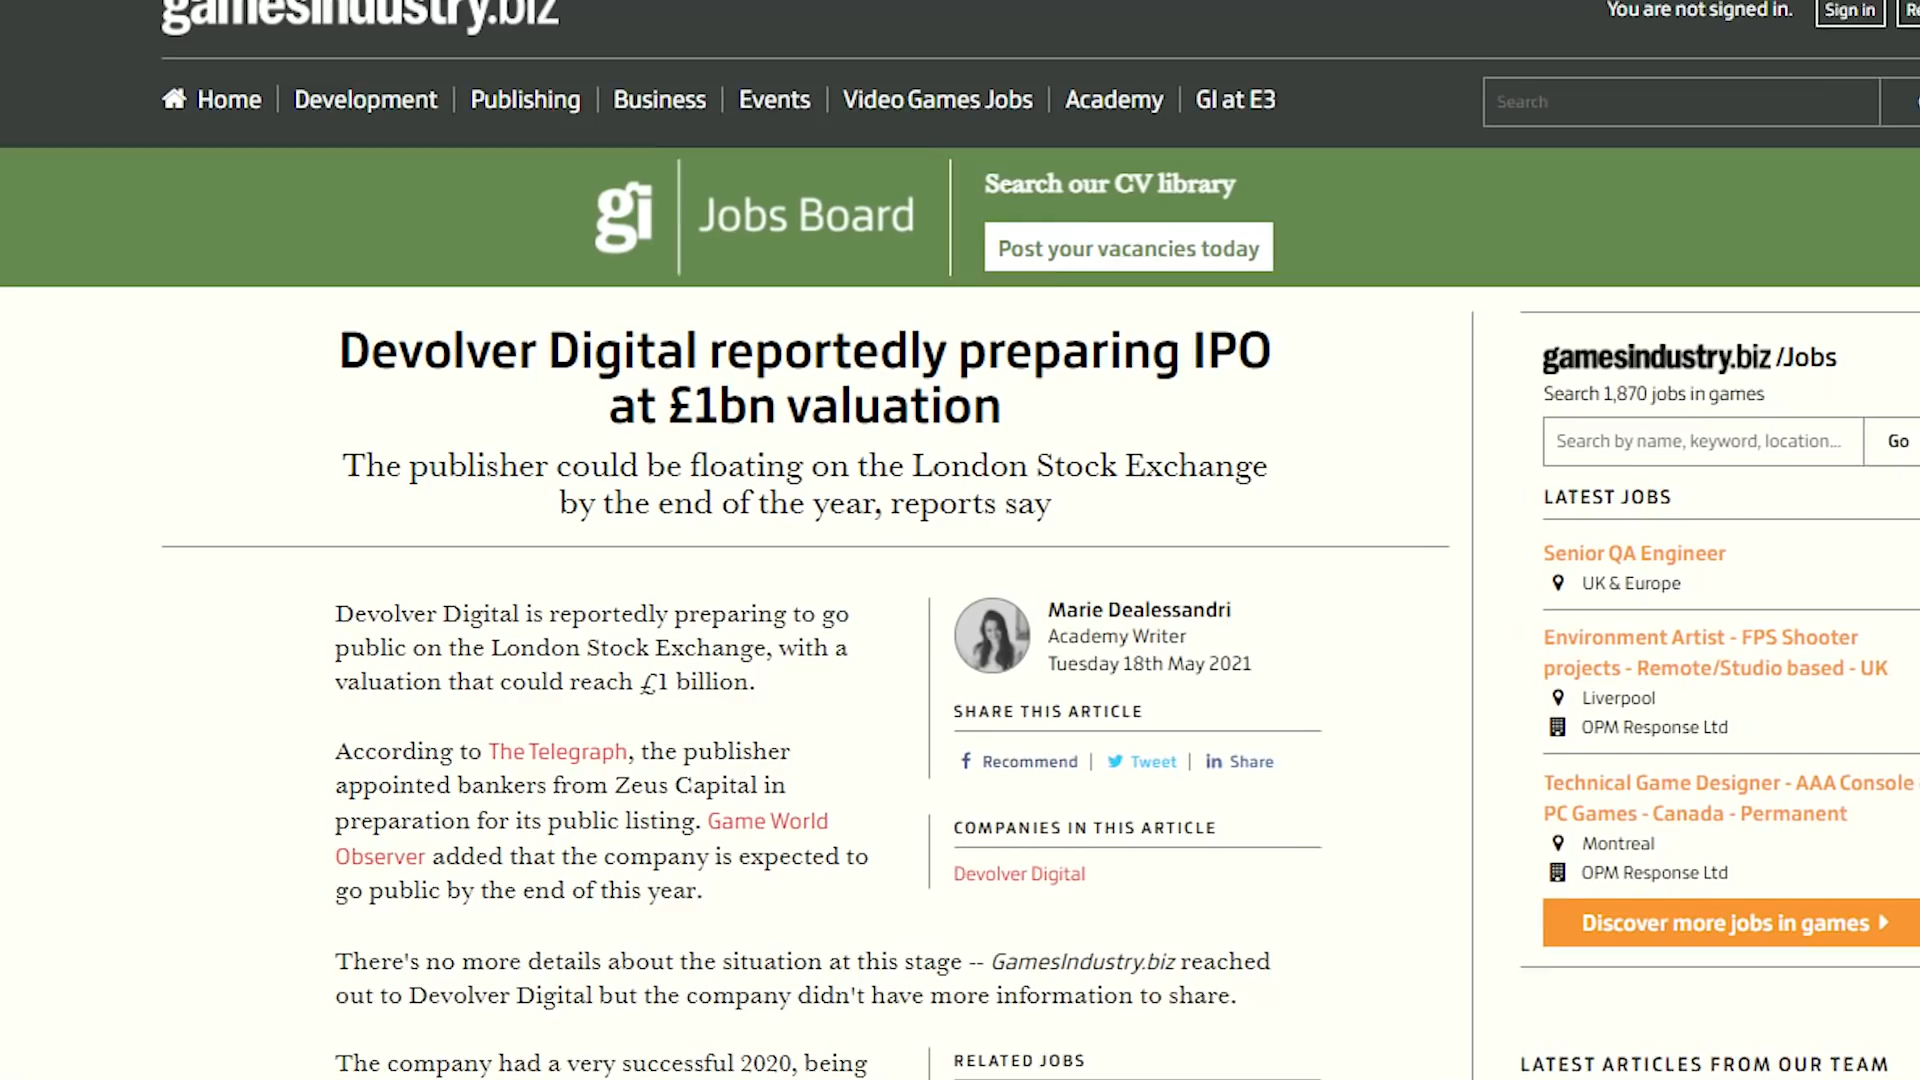 gamesindustry.biz
You are not signed in.
Sign in
Home
Development
Publishing
Business
Events
Video Games Jobs
Academy
GI at E3
Search
gi
Jobs Board
Search our CV library
Post your vacancies today
Devolver Digital reportedly preparing IPO
at £1bn valuation
The publisher could be floating on the London Stock Exchange
by the end of the year, reports say
Devolver Digital is reportedly preparing to go
public on the London Stock Exchange, with a
valuation that could reach £1 billion.
According to The Telegraph, the publisher
appointed bankers from Zeus Capital in
preparation for its public listing. Game World
Observer added that the company is expected to
go public by the end of this year.
There's no more details about the situation at this stage -- GamesIndustry.biz reached
out to Devolver Digital but the company didn't have more information to share.
The company had a very successful 2020, being
Marie Dealessandri
Academy Writer
Tuesday 18th May 2021
SHARE THIS ARTICLE
Recommend
Tweet
Share
COMPANIES IN THIS ARTICLE
Devolver Digital
RELATED JOBS
gamesindustry.biz /Jobs
Search 1,870 jobs in games
Search by name, keyword, location...
Go
LATEST JOBS
Senior QA Engineer
UK & Europe
Environment Artist - FPS Shooter
projects - Remote/Studio based - UK
Liverpool
OPM Response Ltd
Technical Game Designer - AAA Console
PC Games - Canada - Permanent
Montreal
OPM Response Ltd
Discover more jobs in games
LATEST ARTICLES FROM OUR TEAM